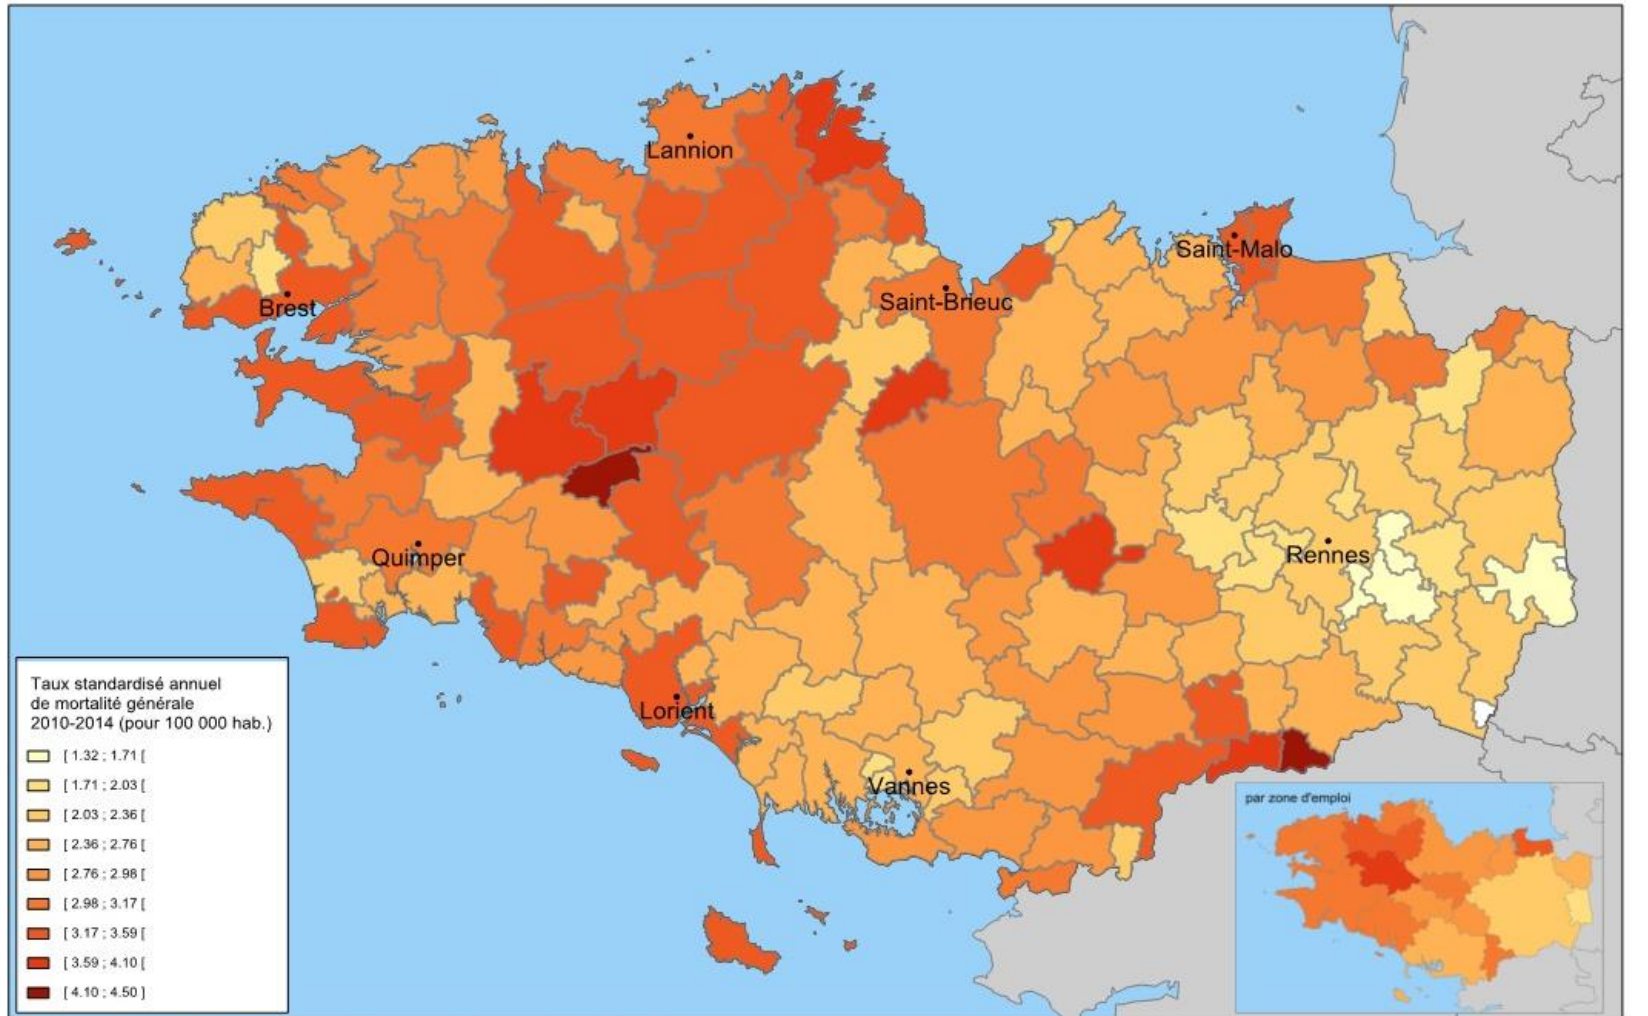 Lannion
Saint-Malo
Brest
Saint-Brieuc
Quimper
Rennes
Lorient
Vannes
Taux standardisé annuel
de mortalité générale
2010-2014 (pour 100 000 hab.)
[ 1.32 ; 1.71 [
[ 1.71 ; 2.03 [
[ 2.03 ; 2.36 [
[ 2.36 ; 2.76 [
[ 2.76 ; 2.98 [
[ 2.98 ; 3.17 [
[ 3.17 ; 3.59 [
[ 3.59 ; 4.10 [
[ 4.10 ; 4.50 ]
par zone d'emploi